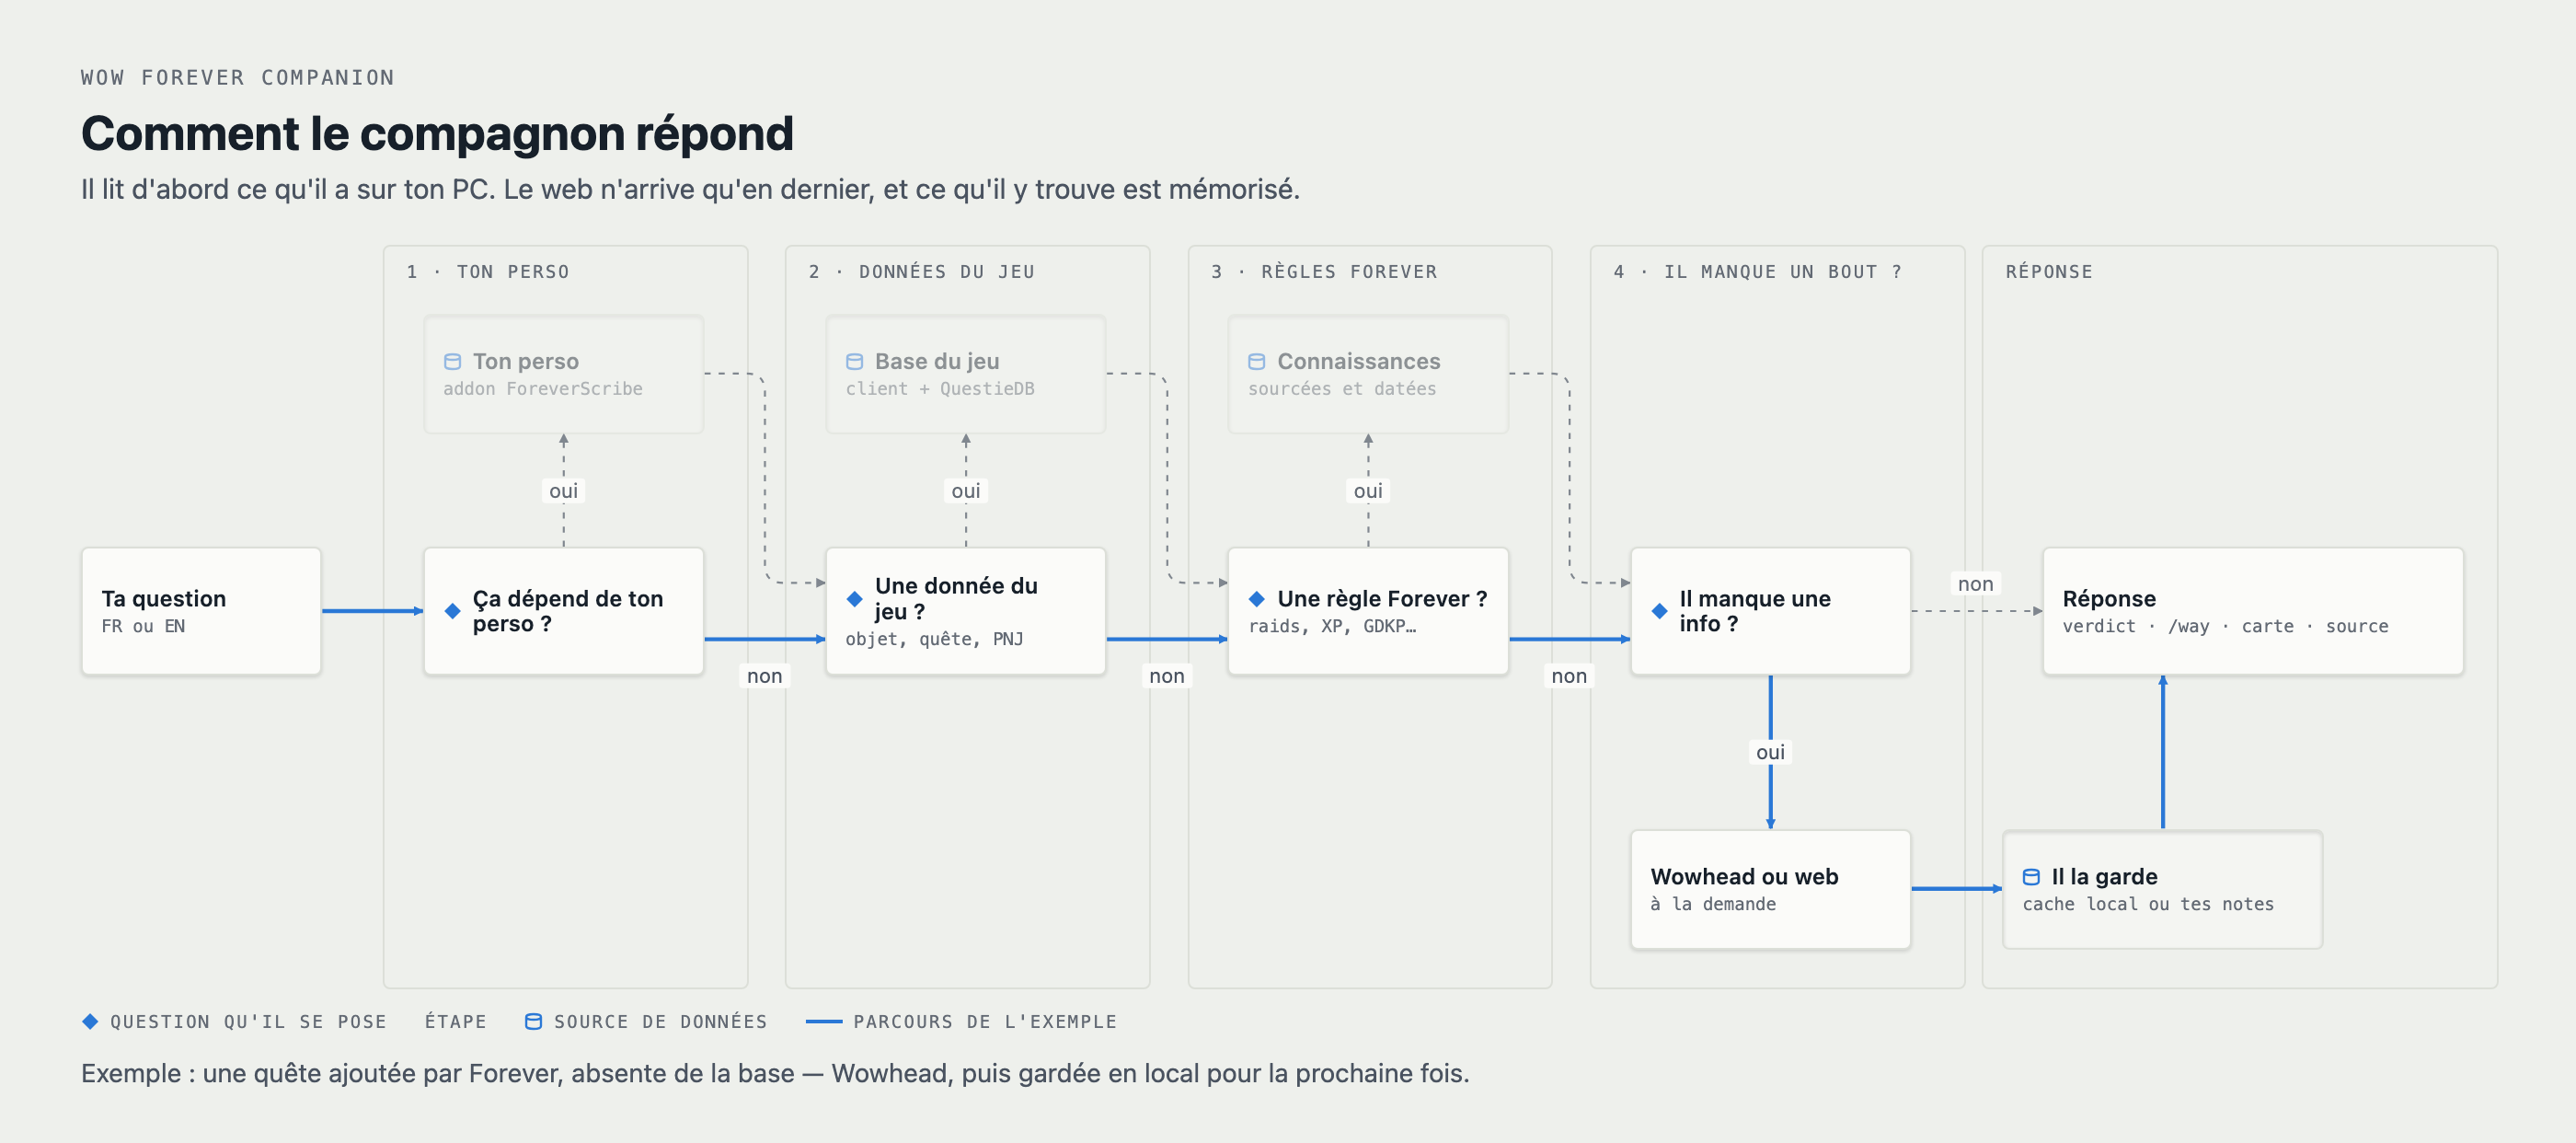 WOW FOREVER COMPANION
Comment le compagnon répond
Il lit d'abord ce qu'il a sur ton PC. Le web n'arrive qu'en dernier, et ce qu'il y trouve est mémorisé.
1 · TON PERSO
2 · DONNÉES DU JEU
3 · RÈGLES FOREVER
4 · IL MANQUE UN BOUT ?
RÉPONSE
Ton perso
addon ForeverScribe
Base du jeu
client + QuestieDB
Connaissances
sourcées et datées
oui
oui
oui
Ta question
FR ou EN
Ça dépend de ton
perso ?
non
Une donnée du
jeu ?
objet, quête, PNJ
non
Une règle Forever ?
raids, XP, GDKP…
non
Il manque une
info ?
non
Réponse
verdict · /way · carte · source
oui
Wowhead ou web
à la demande
Il la garde
cache local ou tes notes
QUESTION QU'IL SE POSE
ÉTAPE
SOURCE DE DONNÉES
PARCOURS DE L'EXEMPLE
Exemple : une quête ajoutée par Forever, absente de la base — Wowhead, puis gardée en local pour la prochaine fois.